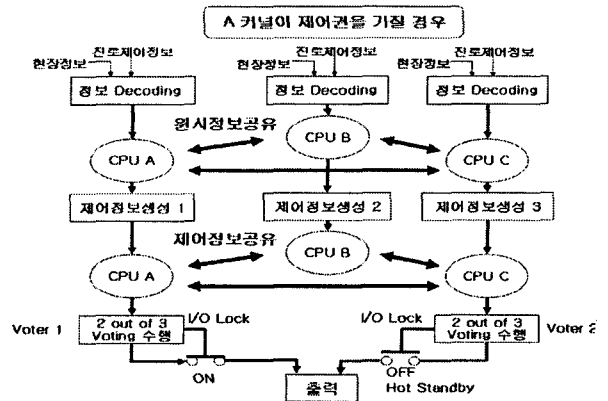 A 커널이 제어권을 가질 경우
진로제어정보
현장정보
진로제어정보
현장정보
진로제어정보
현장정보
정보 Decoding
정보 Decoding
정보 Decoding
원시정보공유
CPU A
CPU B
CPU C
제어정보생성 1
제어정보생성 2
제어정보생성 3
제어정보공유
CPU A
CPU B
CPU C
Voter 1
2 out of 3
Voting 수행
I/O Lock
I/O Lock
2 out of 3
Voting 수행
Voter 2
ON
출력
OFF
Hot Standby